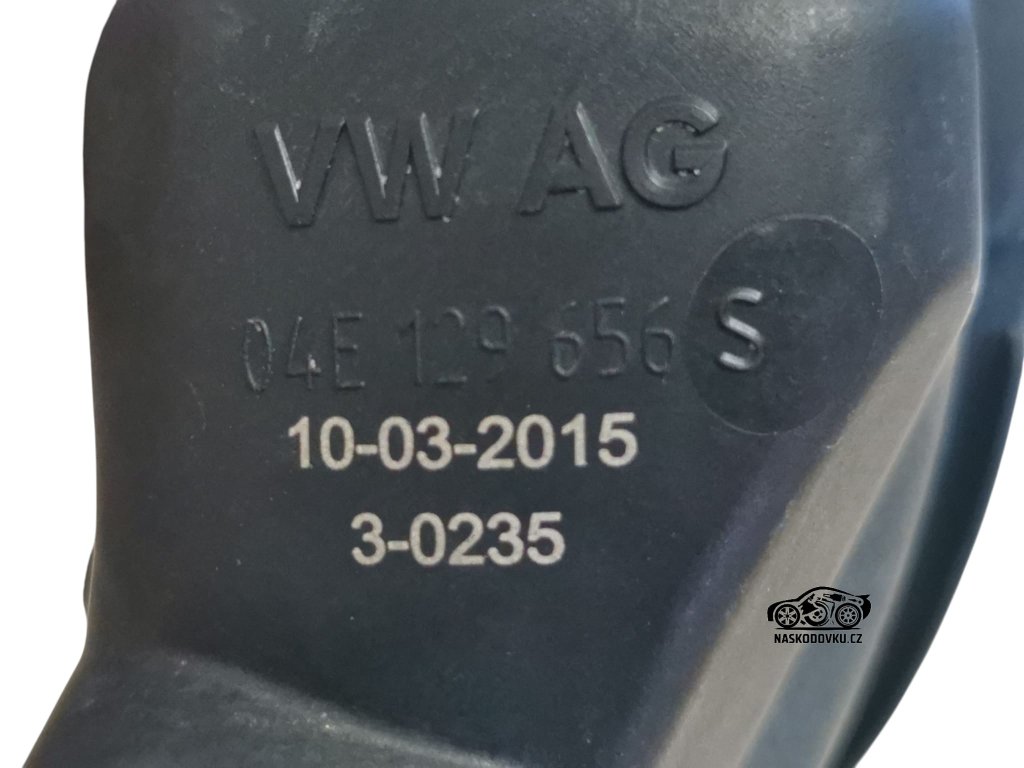 VW AG
04E 129 656 S
10-03-2015
3-0235
NASKODOVKU.CZ